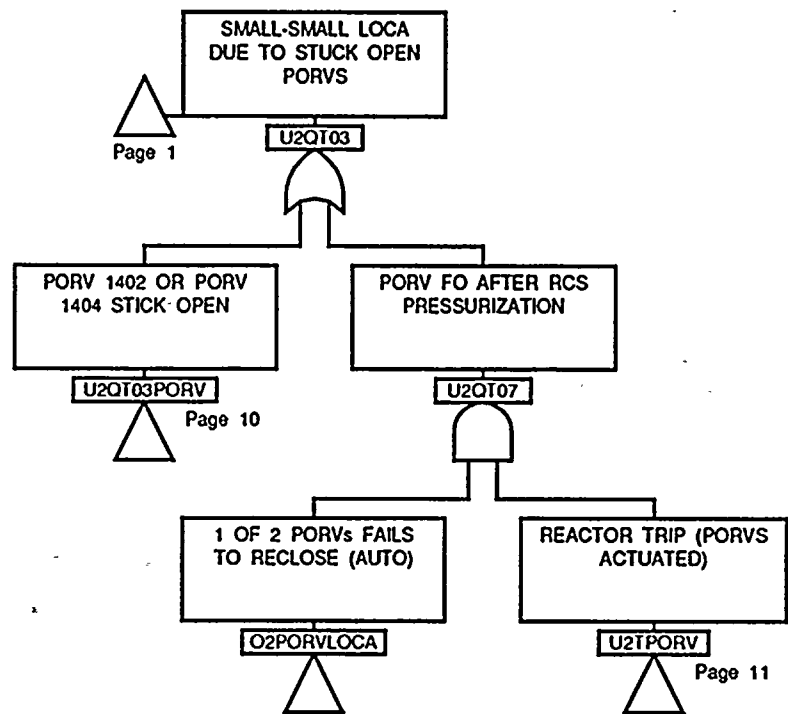 SMALL-SMALL LOCA
DUE TO STUCK OPEN
PORVS
Page 1
U2QT03
PORV 1402 OR PORV
1404 STICK OPEN
U2QT03PORV
Page 10
PORV FO AFTER RCS
PRESSURIZATION
U2QT07
1 OF 2 PORVs FAILS
TO RECLOSE (AUTO)
O2PORVLOCA
REACTOR TRIP (PORVS
ACTUATED)
U2TPORV
Page 11